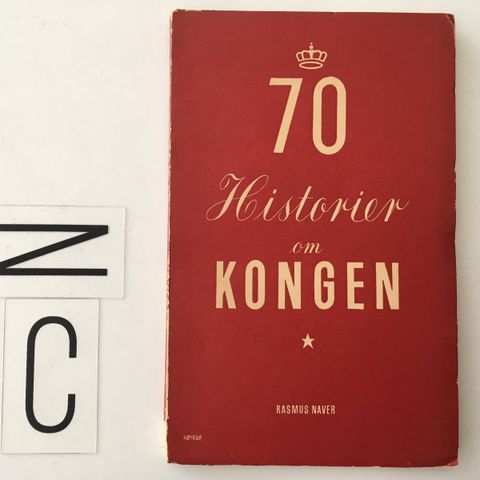 70
Historier
om
KONGEN
RASMUS NAVER
Z
C